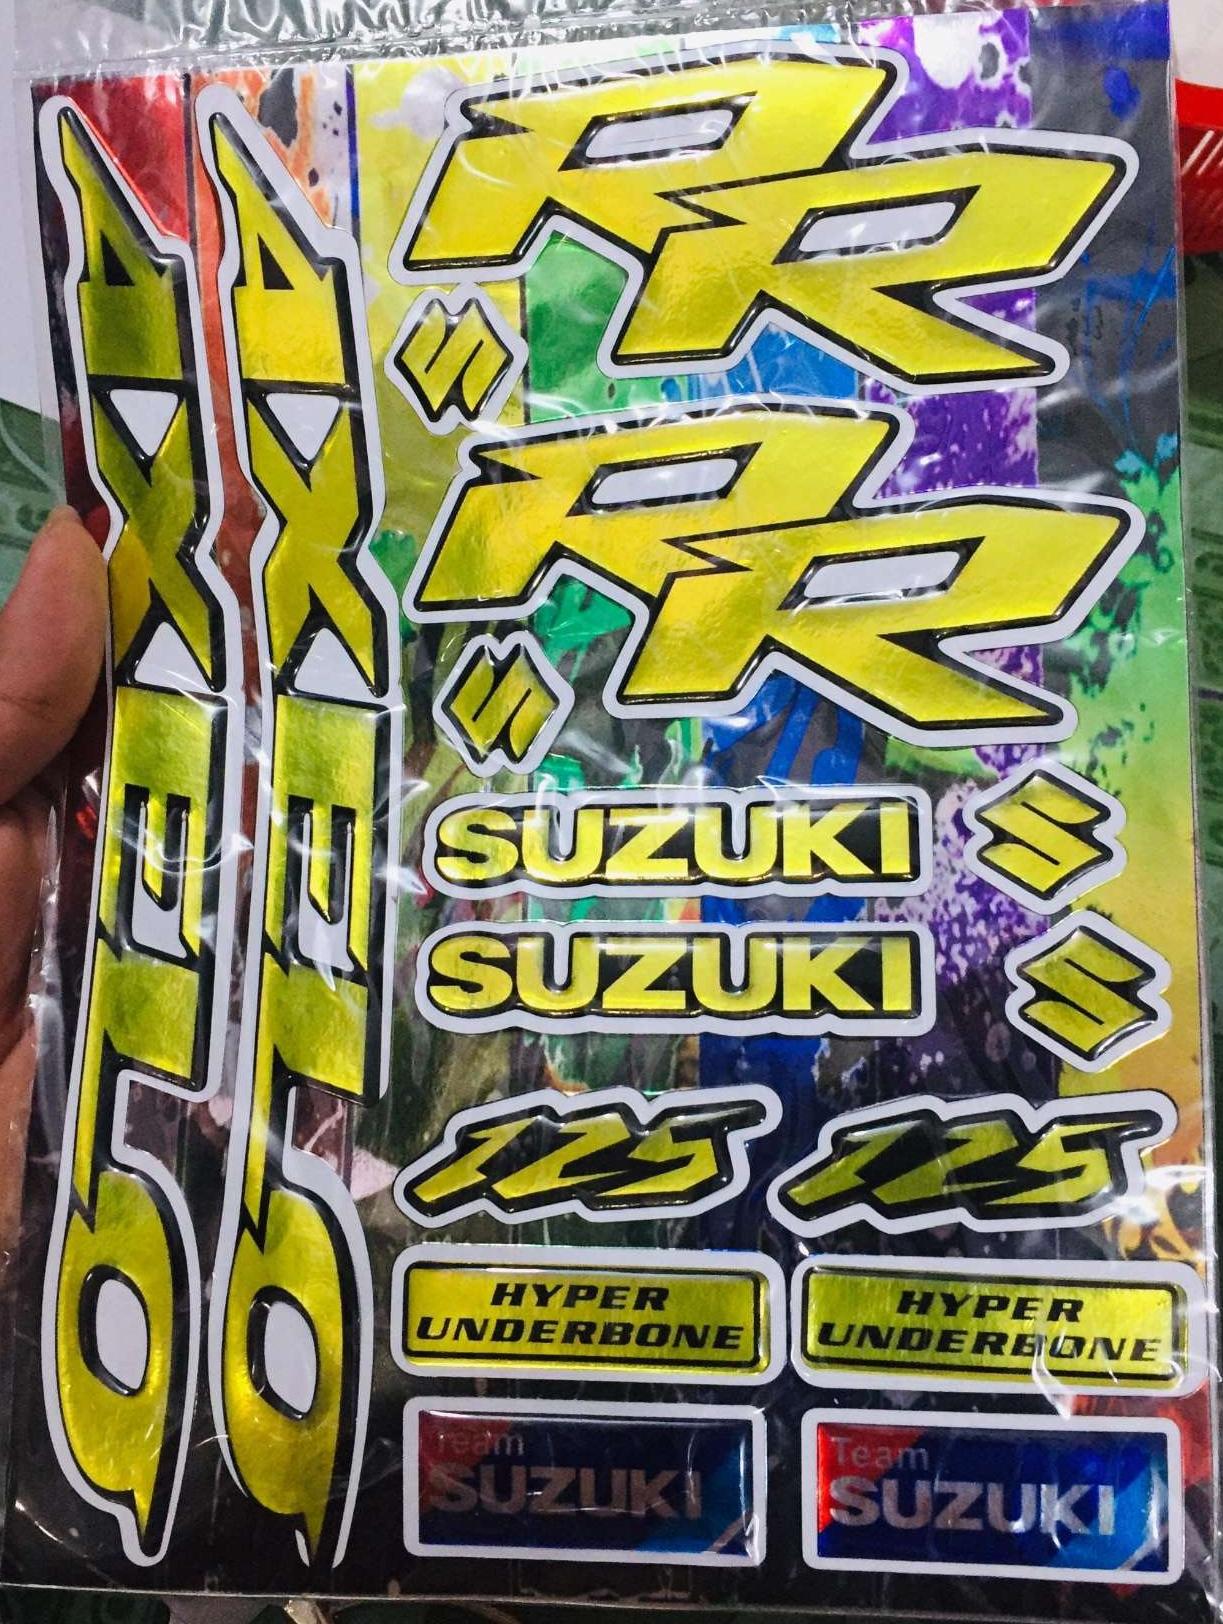 AXELO
AXELO
RR
RR
SUZUKI
SUZUKI
125
125
HYPER
UNDERBONE
HYPER
UNDERBONE
Team
SUZUKI
Team
SUZUKI